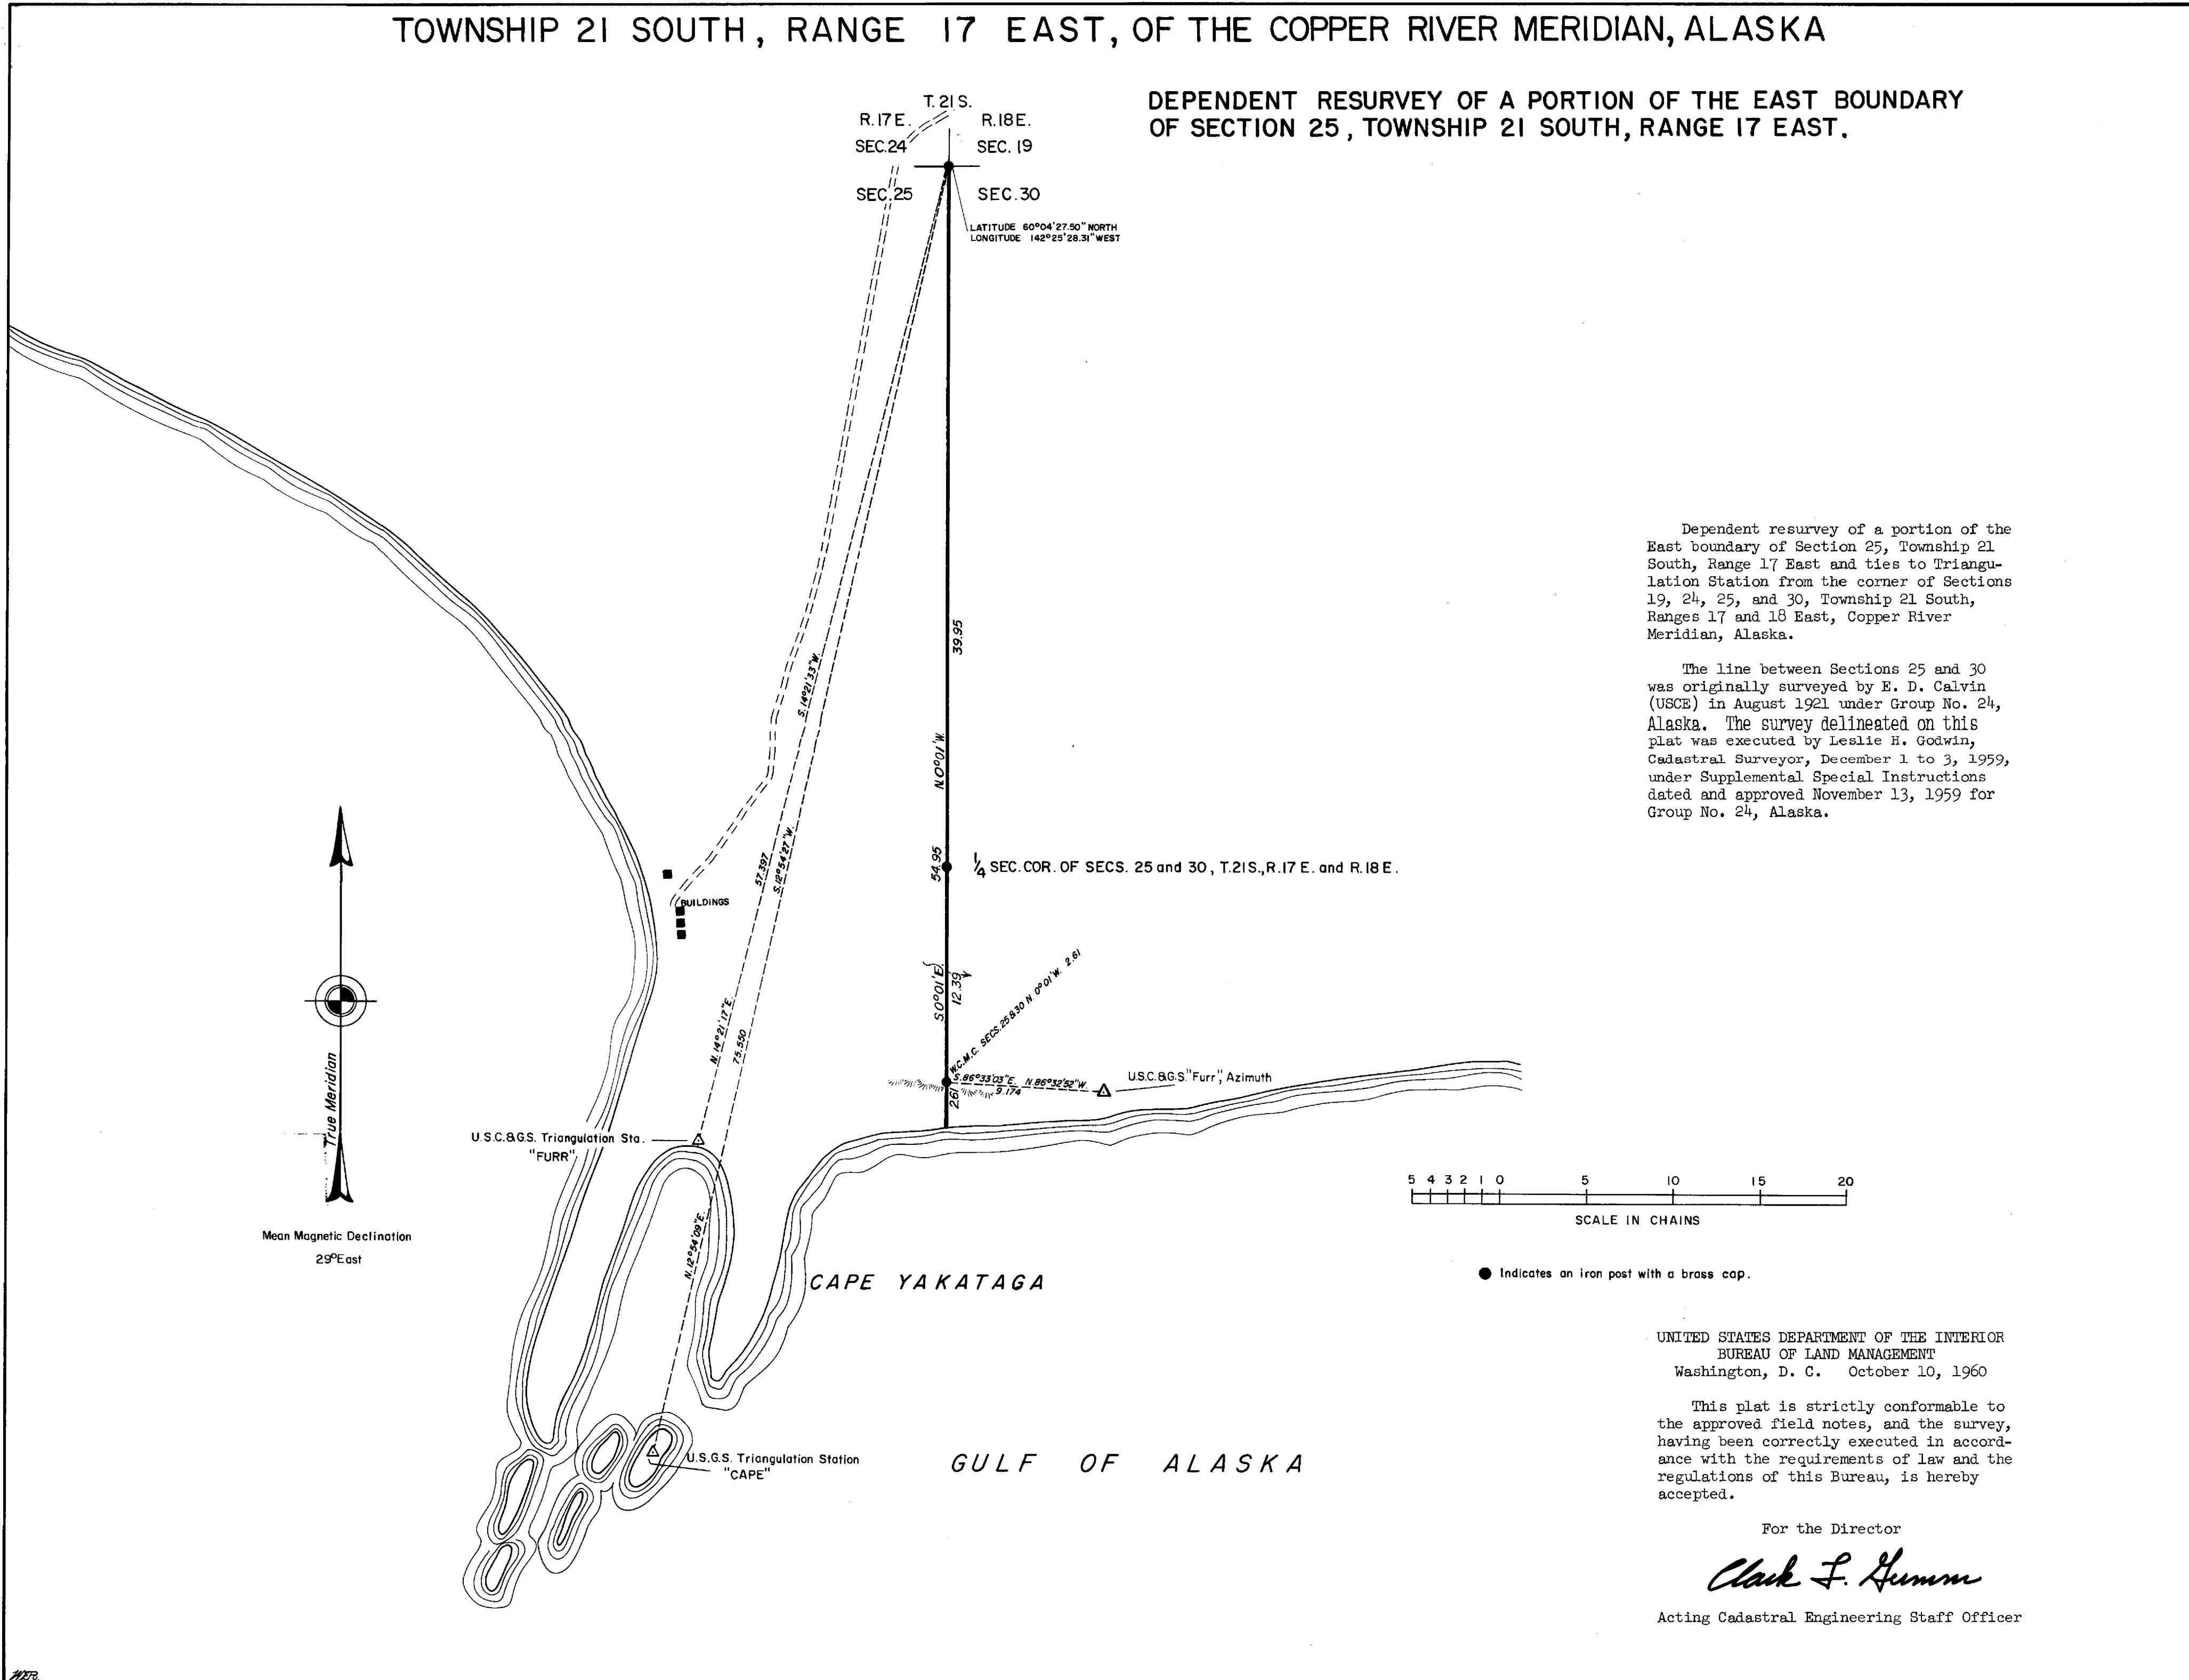 TOWNSHIP 21 SOUTH, RANGE 17 EAST, OF THE COPPER RIVER MERIDIAN, ALASKA
DEPENDENT RESURVEY OF A PORTION OF THE EAST BOUNDARY
OF SECTION 25, TOWNSHIP 21 SOUTH, RANGE 17 EAST.
T. 21 S.
R. 17 E. R. 18 E.
SEC. 24 SEC. 19
SEC. 25 SEC. 30
LATITUDE 60°04'27.50" NORTH
LONGITUDE 142°25'28.31" WEST
39.95
S. 14°21'33" W.
N. 0°01' W.
57.397
S. 12°54'27" W.
54.95
1/4 SEC. COR. OF SECS. 25 and 30, T. 21 S., R. 17 E. and R. 18 E.
BUILDINGS
S. 0°01' E.
12.39
N. 14°21'17" E.
75.550
W.C.M.C. SECS. 25 & 30 N 0°01' W. 2.61
S. 86°33'03" E. N. 86°32'52" W.
9.174
2.61
U.S.C.&G.S. "Furr", Azimuth
U.S.C.&G.S. Triangulation Sta.
"FURR"
N. 12°54'09" E.
U.S.G.S. Triangulation Station
"CAPE"
CAPE YAKATAGA
GULF OF ALASKA
True Meridian
Mean Magnetic Declination
29° East
Dependent resurvey of a portion of the
East boundary of Section 25, Township 21
South, Range 17 East and ties to Triangu-
lation Station from the corner of Sections
19, 24, 25, and 30, Township 21 South,
Ranges 17 and 18 East, Copper River
Meridian, Alaska.
The line between Sections 25 and 30
was originally surveyed by E. D. Calvin
(USCE) in August 1921 under Group No. 24,
Alaska. The survey delineated on this
plat was executed by Leslie H. Godwin,
Cadastral Surveyor, December 1 to 3, 1959,
under Supplemental Special Instructions
dated and approved November 13, 1959 for
Group No. 24, Alaska.
5 4 3 2 1 0 5 10 15 20
SCALE IN CHAINS
Indicates an iron post with a brass cap.
UNITED STATES DEPARTMENT OF THE INTERIOR
BUREAU OF LAND MANAGEMENT
Washington, D. C. October 10, 1960
This plat is strictly conformable to
the approved field notes, and the survey,
having been correctly executed in accord-
ance with the requirements of law and the
regulations of this Bureau, is hereby
accepted.
For the Director
Clark L. Gumm
Acting Cadastral Engineering Staff Officer